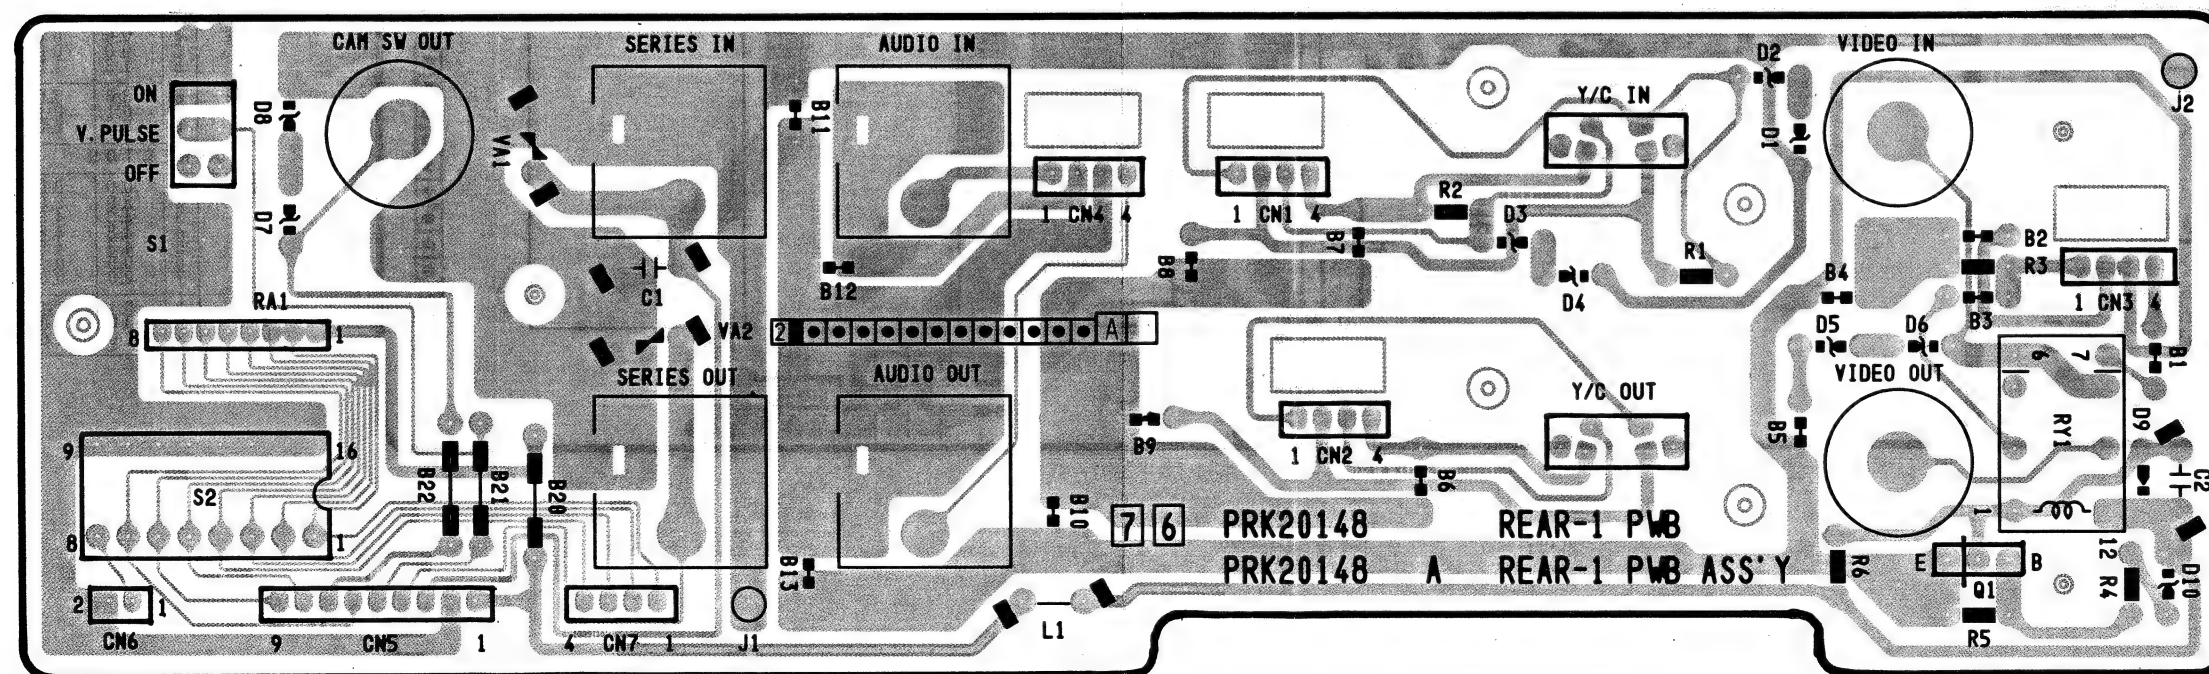 CAM SW OUT
SERIES IN
AUDIO IN
VIDEO IN
D2
ON
V.PULSE
OFF
D8
VA1
B11
Y/C IN
D1
J2
D7
S1
1 CN4 4
1 CN1 4
R2
D3
B7
B8
R1
D4
B2
R3
B4
1 CN3 4
B3
C1
B12
RA1
8
1
VA2
2
A
D5
D6
B1
6
7
SERIES OUT
AUDIO OUT
VIDEO OUT
Y/C OUT
9
16
S2
8
1
B22
B21
B20
B9
1 CN2 4
B6
B5
RY1
D9
C2
B10
7 6 PRK20148 REAR-1 PWB
PRK20148 A REAR-1 PWB ASS'Y
1
12
B13
R6
E
B
Q1
R4
D10
R5
2
1
CN6
9 CN5 1
4 CN7 1
J1
L1